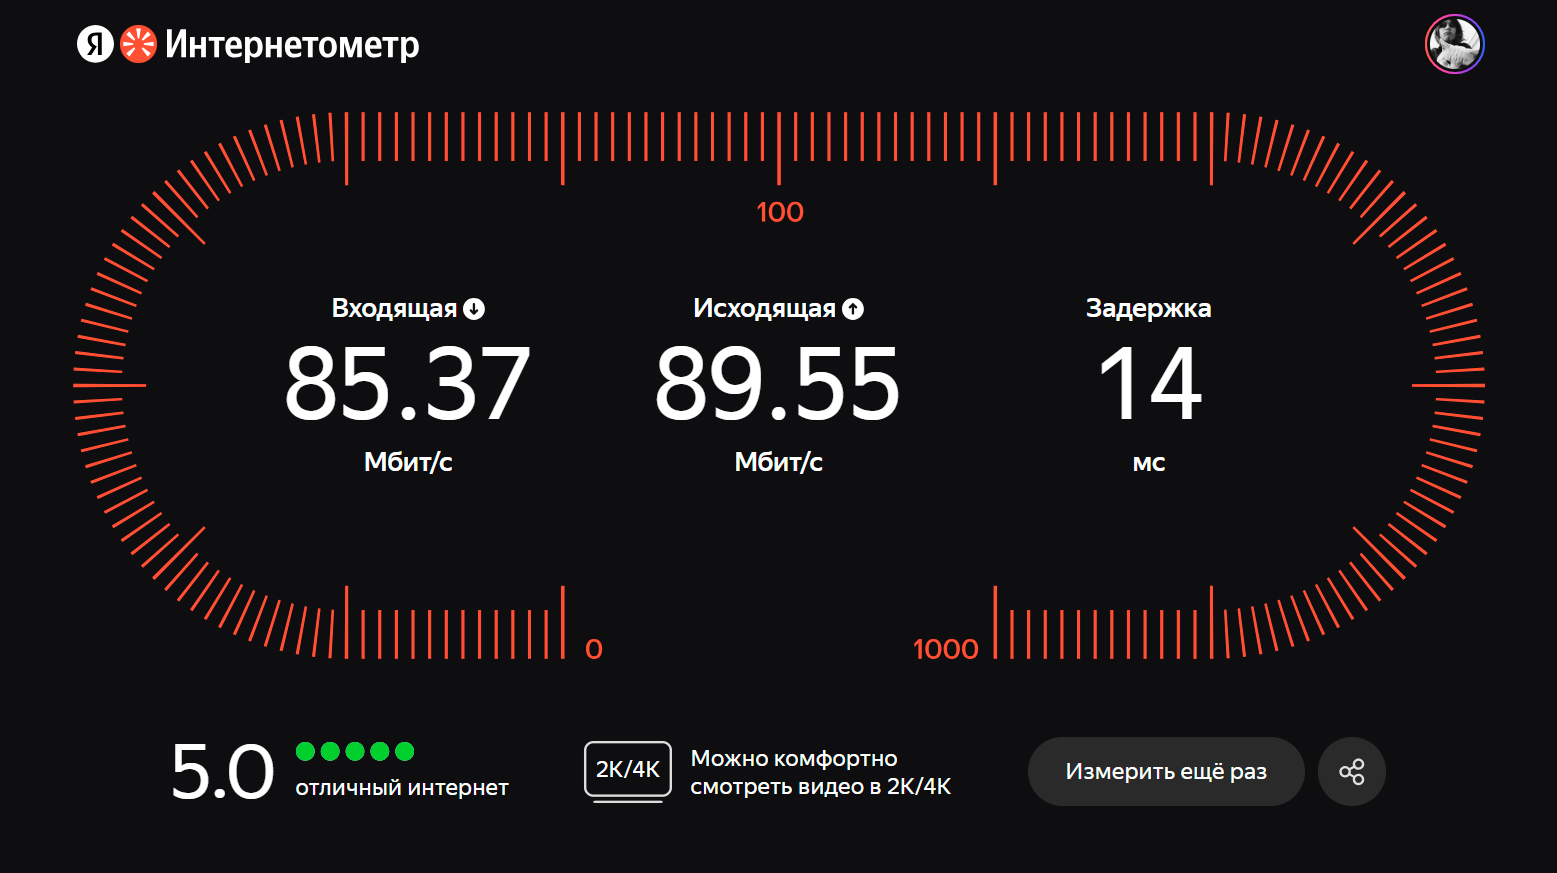 Я Интернетометр
100
Входящая
85.37
Мбит/с
Исходящая
89.55
Мбит/с
Задержка
14
мс
0
1000
5.0
отличный интернет
2K/4K
Можно комфортно
смотреть видео в 2K/4K
Измерить ещё раз